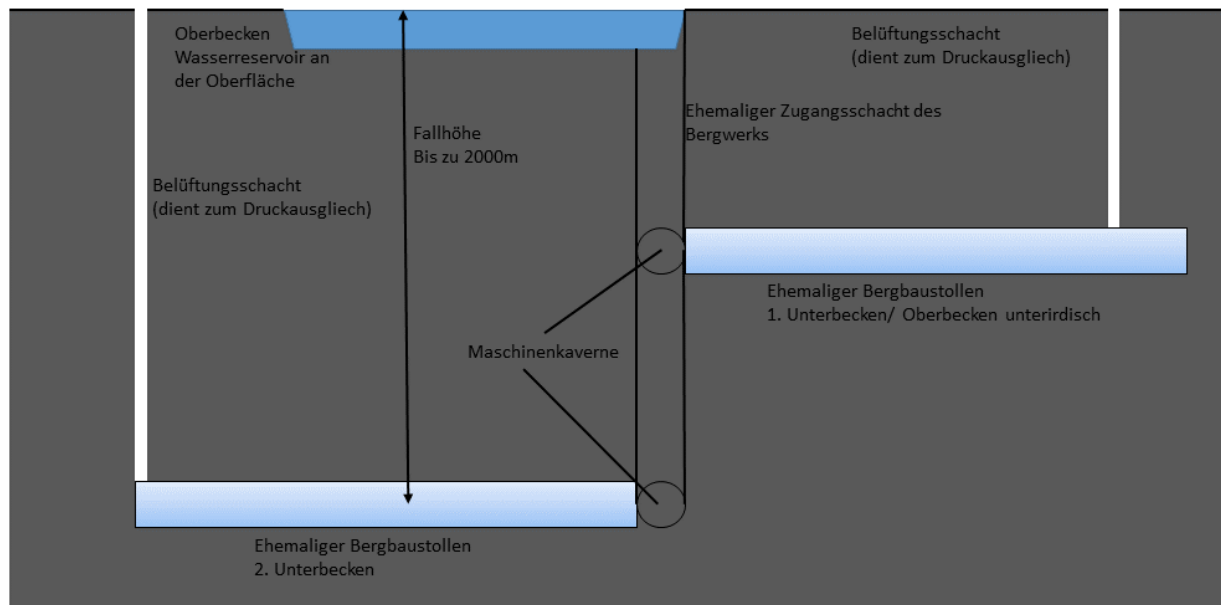 Oberbecken
Wasserreservoir an
der Oberfläche
Belüftungsschacht
(dient zum Druckausgliech)
Ehemaliger Zugangsschacht des
Bergwerks
Fallhöhe
Bis zu 2000m
Belüftungsschacht
(dient zum Druckausgliech)
Ehemaliger Bergbaustollen
1. Unterbecken/ Oberbecken unterirdisch
Maschinenkaverne
Ehemaliger Bergbaustollen
2. Unterbecken